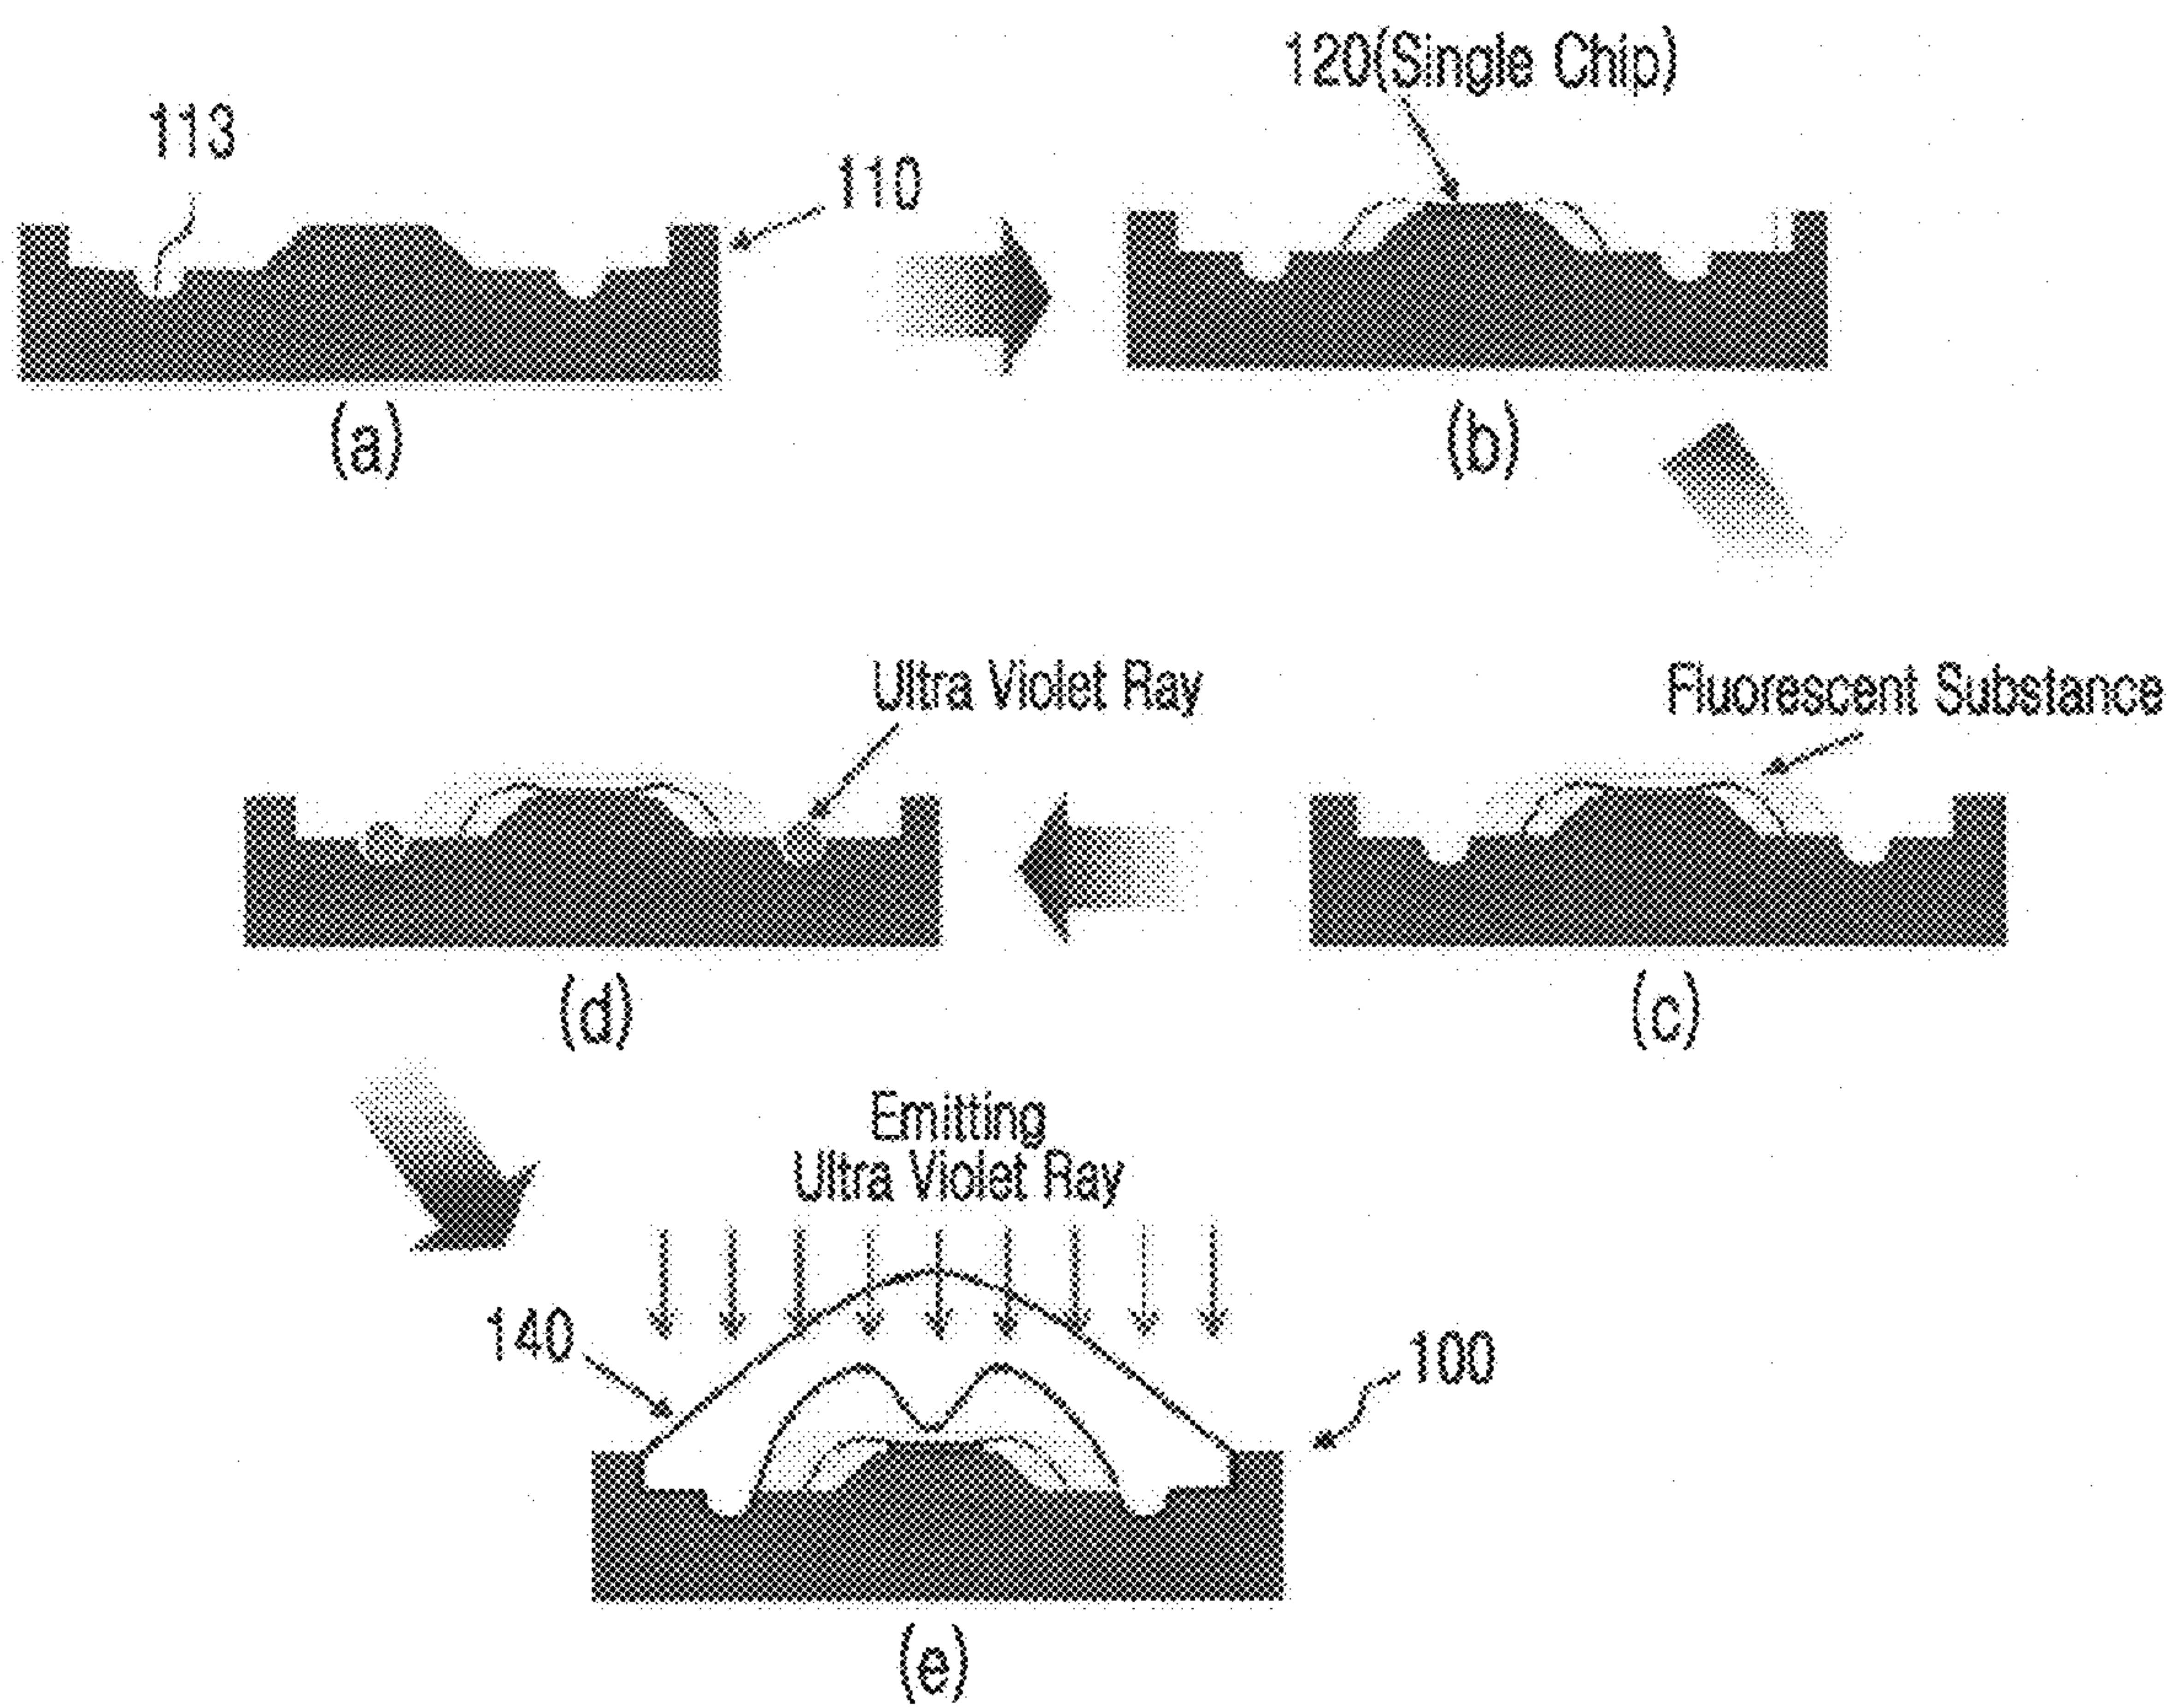 120(Single Chip)
113
110
(a)
(b)
Ultra Violet Ray
Fluorescent Substance
(d)
(c)
Emitting
Ultra Violet Ray
140
100
(e)